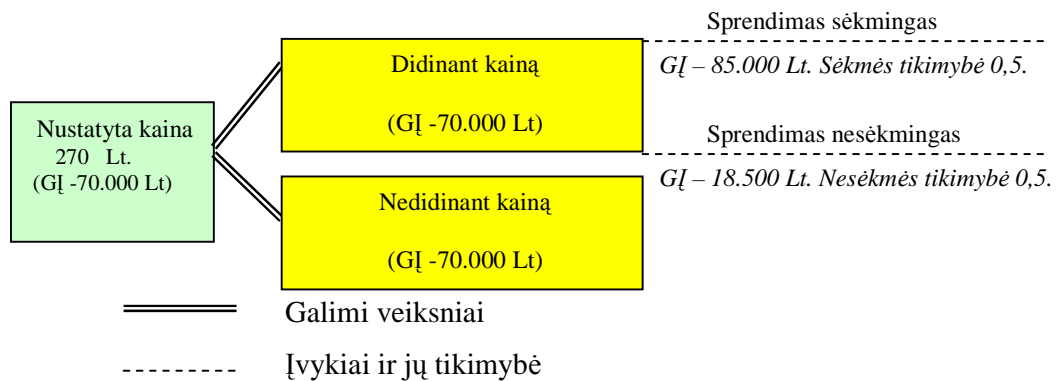 Sprendimas sėkmingas
Didinant kainą
(GĮ -70.000 Lt)
GĮ – 85.000 Lt. Sėkmės tikimybė 0,5.
Nustatyta kaina
270 Lt.
(GĮ -70.000 Lt)
Sprendimas nesėkmingas
GĮ – 18.500 Lt. Nesėkmės tikimybė 0,5.
Nedidinant kainą
(GĮ -70.000 Lt)
Galimi veiksniai
Įvykiai ir jų tikimybė